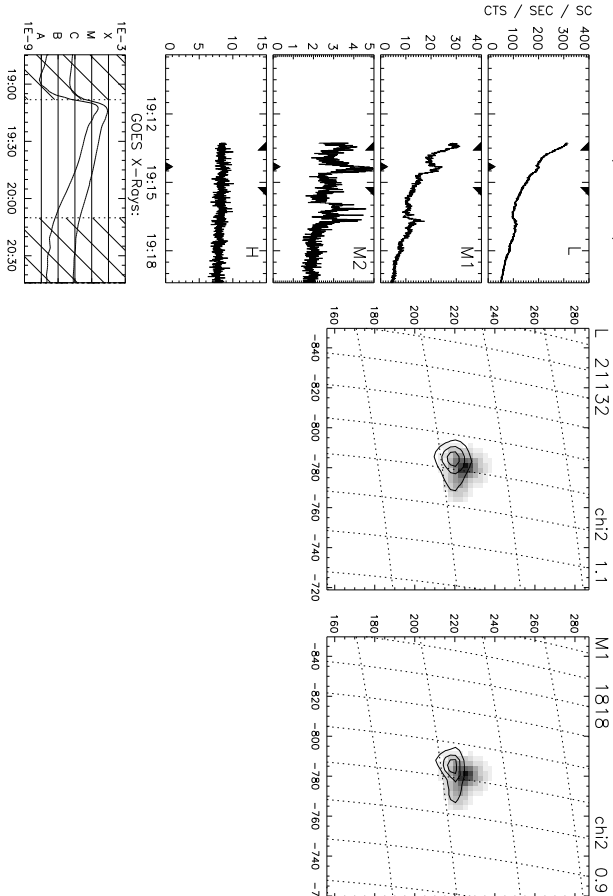 CTS / SEC / SC
0 100 200 300 400
L
0 10 20 30 40
M1
0 1 2 3 4 5
M2
0 5 10 15
H
19:12 19:15 19:18
GOES X-Rays:
1E-9 A B C M X 1E-3
19:00 19:30 20:00 20:30
L 21132 chi2 1.1
160 180 200 220 240 260 280
-840 -820 -800 -780 -760 -740 -720
M1 1818 chi2 0.9
160 180 200 220 240 260 280
-840 -820 -800 -780 -760 -740